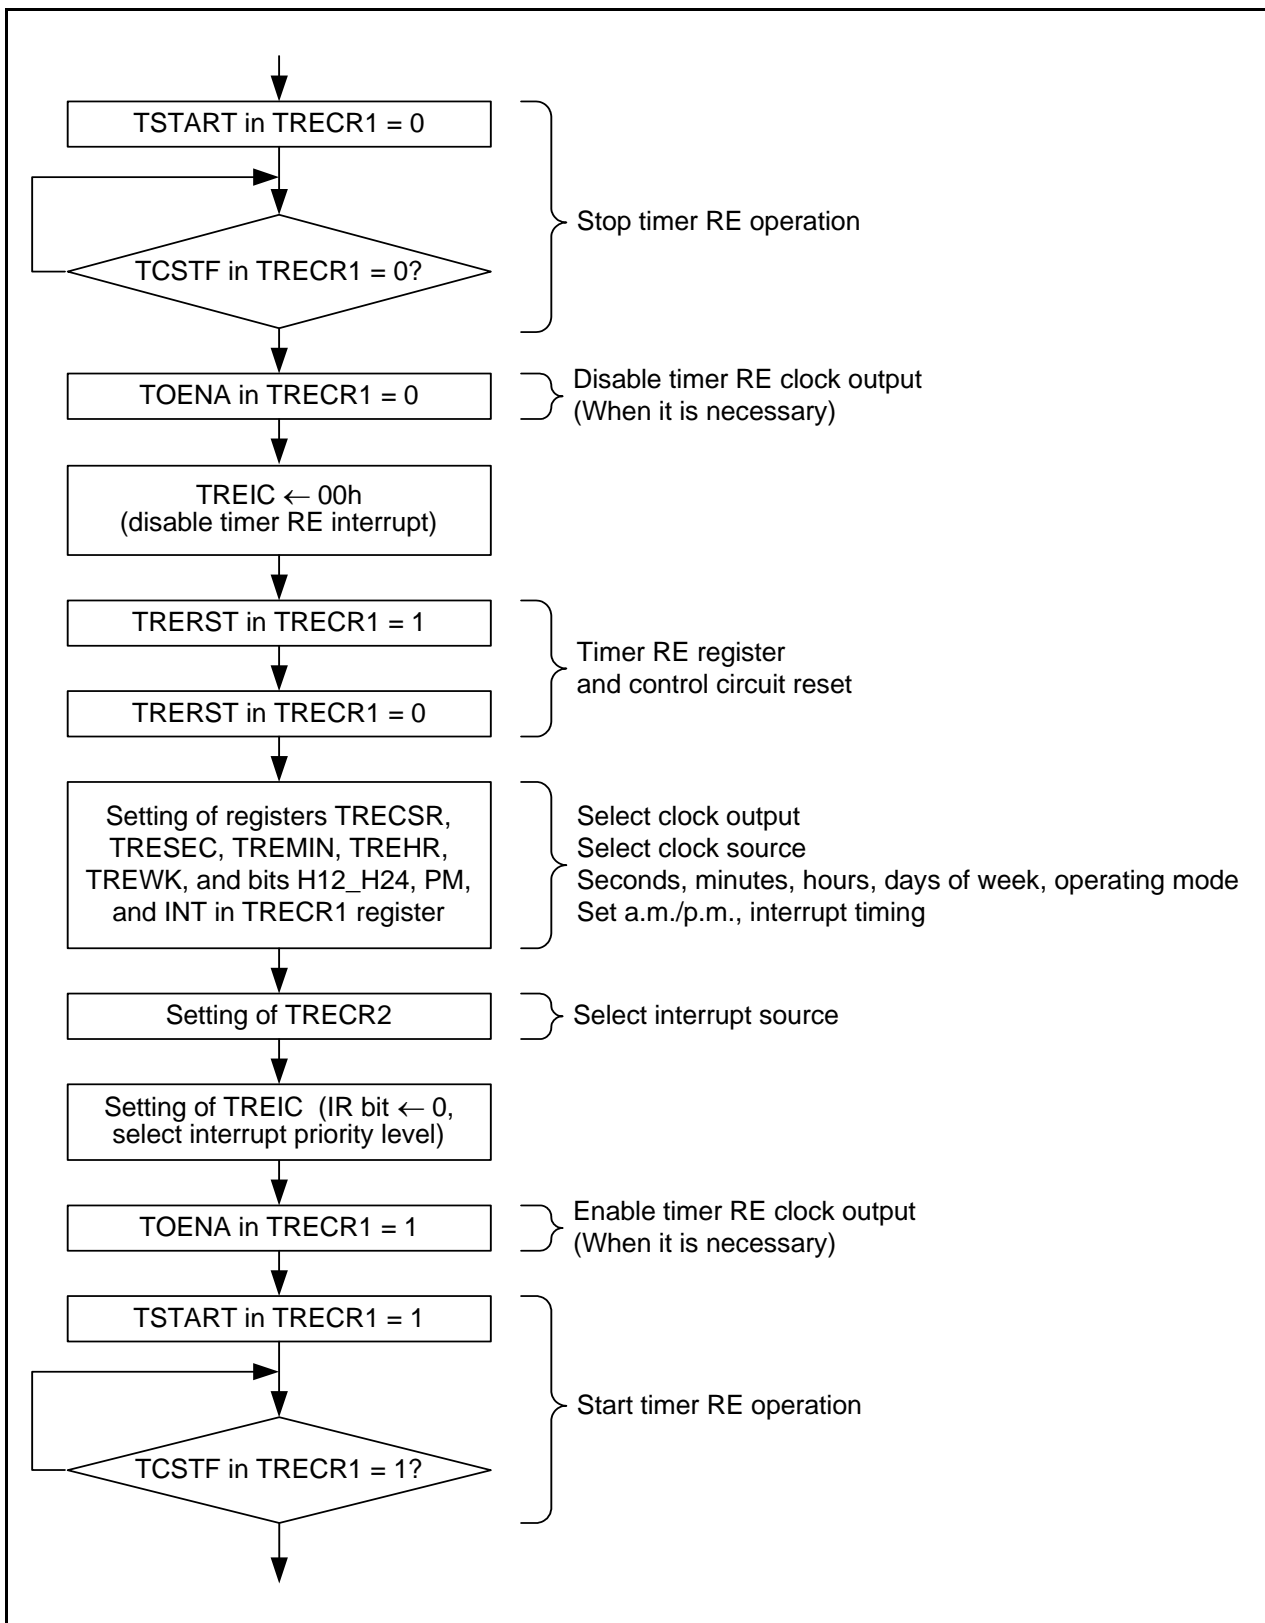 TSTART in TRECR1 = 0
TCSTF in TRECR1 = 0?
Stop timer RE operation
TOENA in TRECR1 = 0
Disable timer RE clock output
(When it is necessary)
TREIC ← 00h
(disable timer RE interrupt)
TRERST in TRECR1 = 1
TRERST in TRECR1 = 0
Timer RE register
and control circuit reset
Setting of registers TRECSR,
TRESEC, TREMIN, TREHR,
TREWK, and bits H12_H24, PM,
and INT in TRECR1 register
Select clock output
Select clock source
Seconds, minutes, hours, days of week, operating mode
Set a.m./p.m., interrupt timing
Setting of TRECR2
Select interrupt source
Setting of TREIC (IR bit ← 0,
select interrupt priority level)
TOENA in TRECR1 = 1
Enable timer RE clock output
(When it is necessary)
TSTART in TRECR1 = 1
TCSTF in TRECR1 = 1?
Start timer RE operation